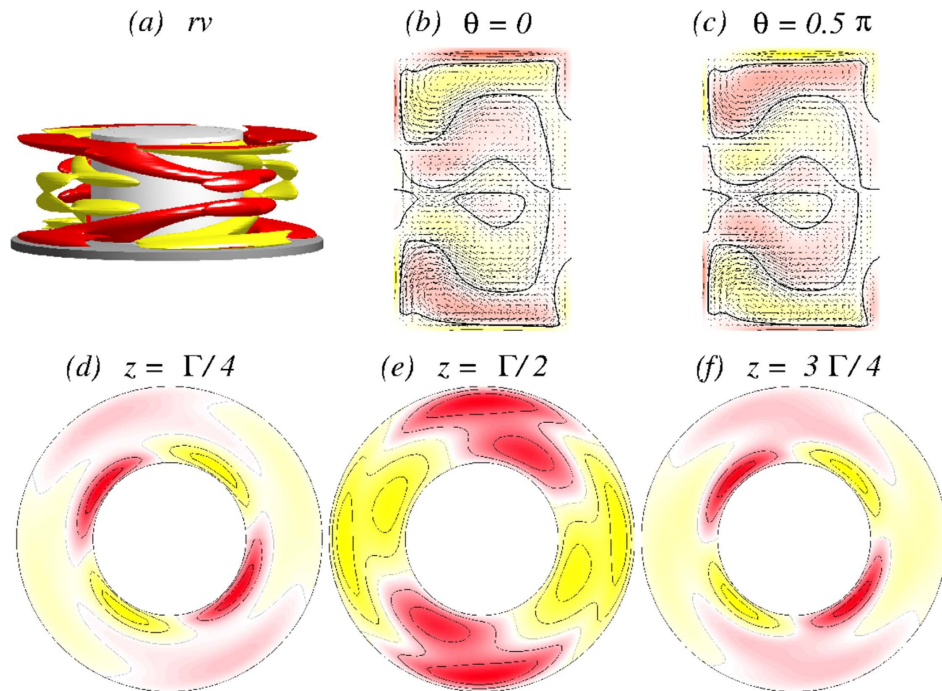 (a) rv
(b) θ = 0
(c) θ = 0.5 π
(d) z = Γ/4
(e) z = Γ/2
(f) z = 3 Γ/4